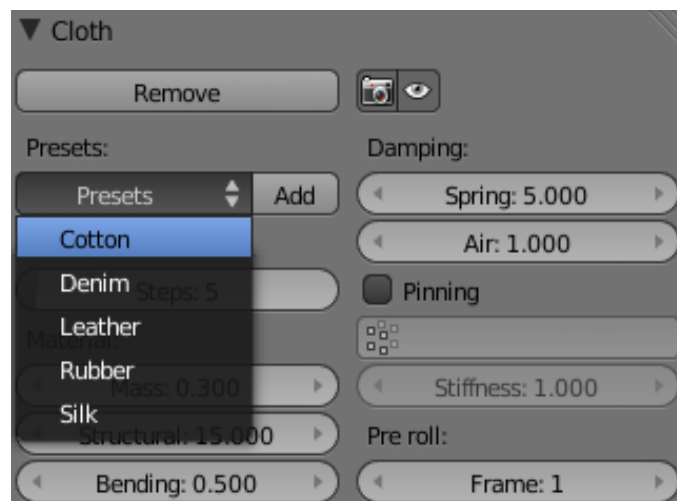 Cloth
Remove
Presets:
Damping:
Presets
Add
Spring: 5.000
Cotton
Air: 1.000
Denim
Steps: 5
Pinning
Leather
Material:
Rubber
Mass: 0.300
Stiffness: 1.000
Silk
Structural: 15.000
Pre roll:
Bending: 0.500
Frame: 1